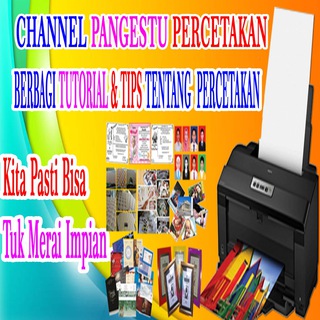 CHANNEL PANGESTU PERCETAKAN
BERBAGI TUTORIAL & TIPS TENTANG PERCETAKAN
Kita Pasti Bisa
Tuk Merai Impian